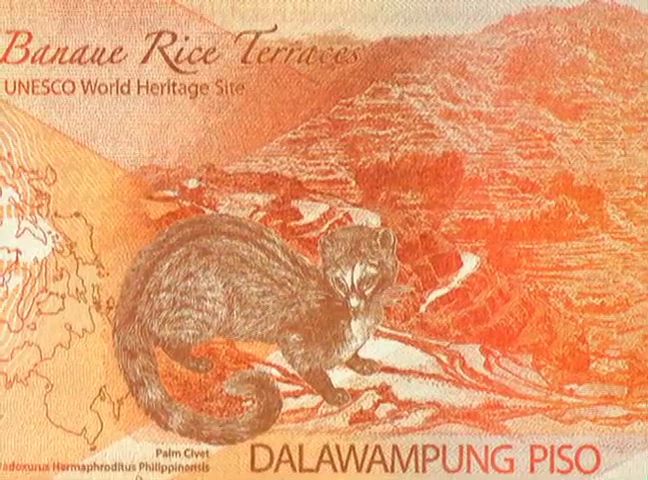 Banaue Rice Terraces
UNESCO World Heritage Site
Palm Civet
Hermaphroditus Philippinensis
DALAWAMPUNG PISO